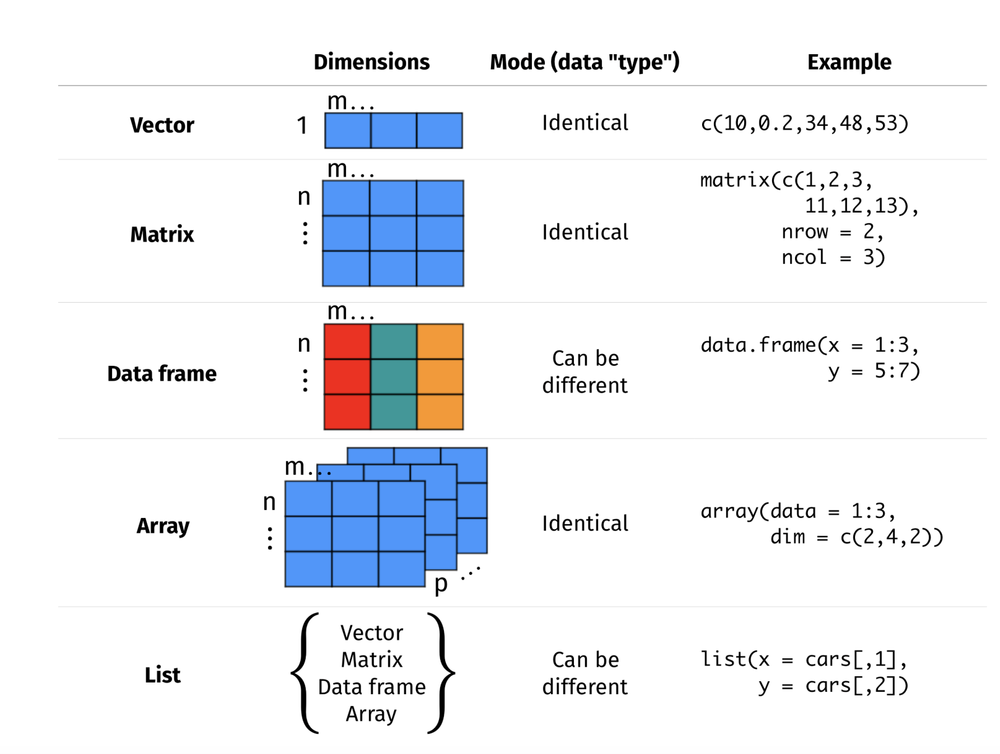 Dimensions Mode (data "type") Example
m...
Vector 1 Identical c(10,0.2,34,48,53)
m...
n
⋮
Matrix Identical
matrix(c(1,2,3,
11,12,13),
nrow = 2,
ncol = 3)
m...
n
⋮
Data frame
Can be
different
data.frame(x = 1:3,
y = 5:7)
m...
n
⋮
p ...
Array Identical
array(data = 1:3,
dim = c(2,4,2))
List
Vector
Matrix
Data frame
Array
Can be
different
list(x = cars[,1],
y = cars[,2])